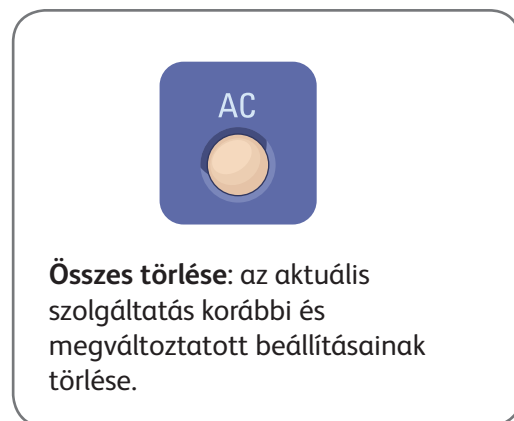 AC
Összes törlése: az aktuális
szolgáltatás korábbi és
megváltoztatott beállításainak
törlése.